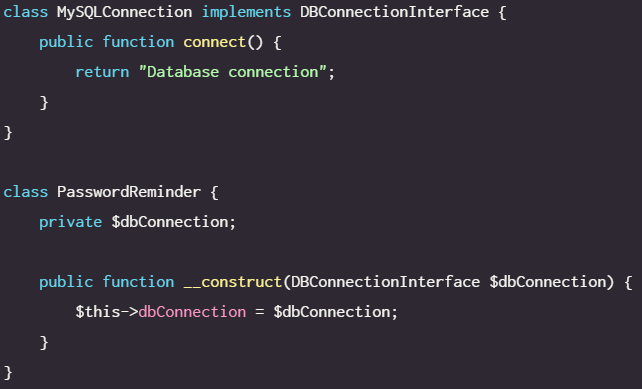 class MySQLConnection implements DBConnectionInterface {
    public function connect() {
        return "Database connection";
    }
}

class PasswordReminder {
    private $dbConnection;

    public function __construct(DBConnectionInterface $dbConnection) {
        $this->dbConnection = $dbConnection;
    }
}